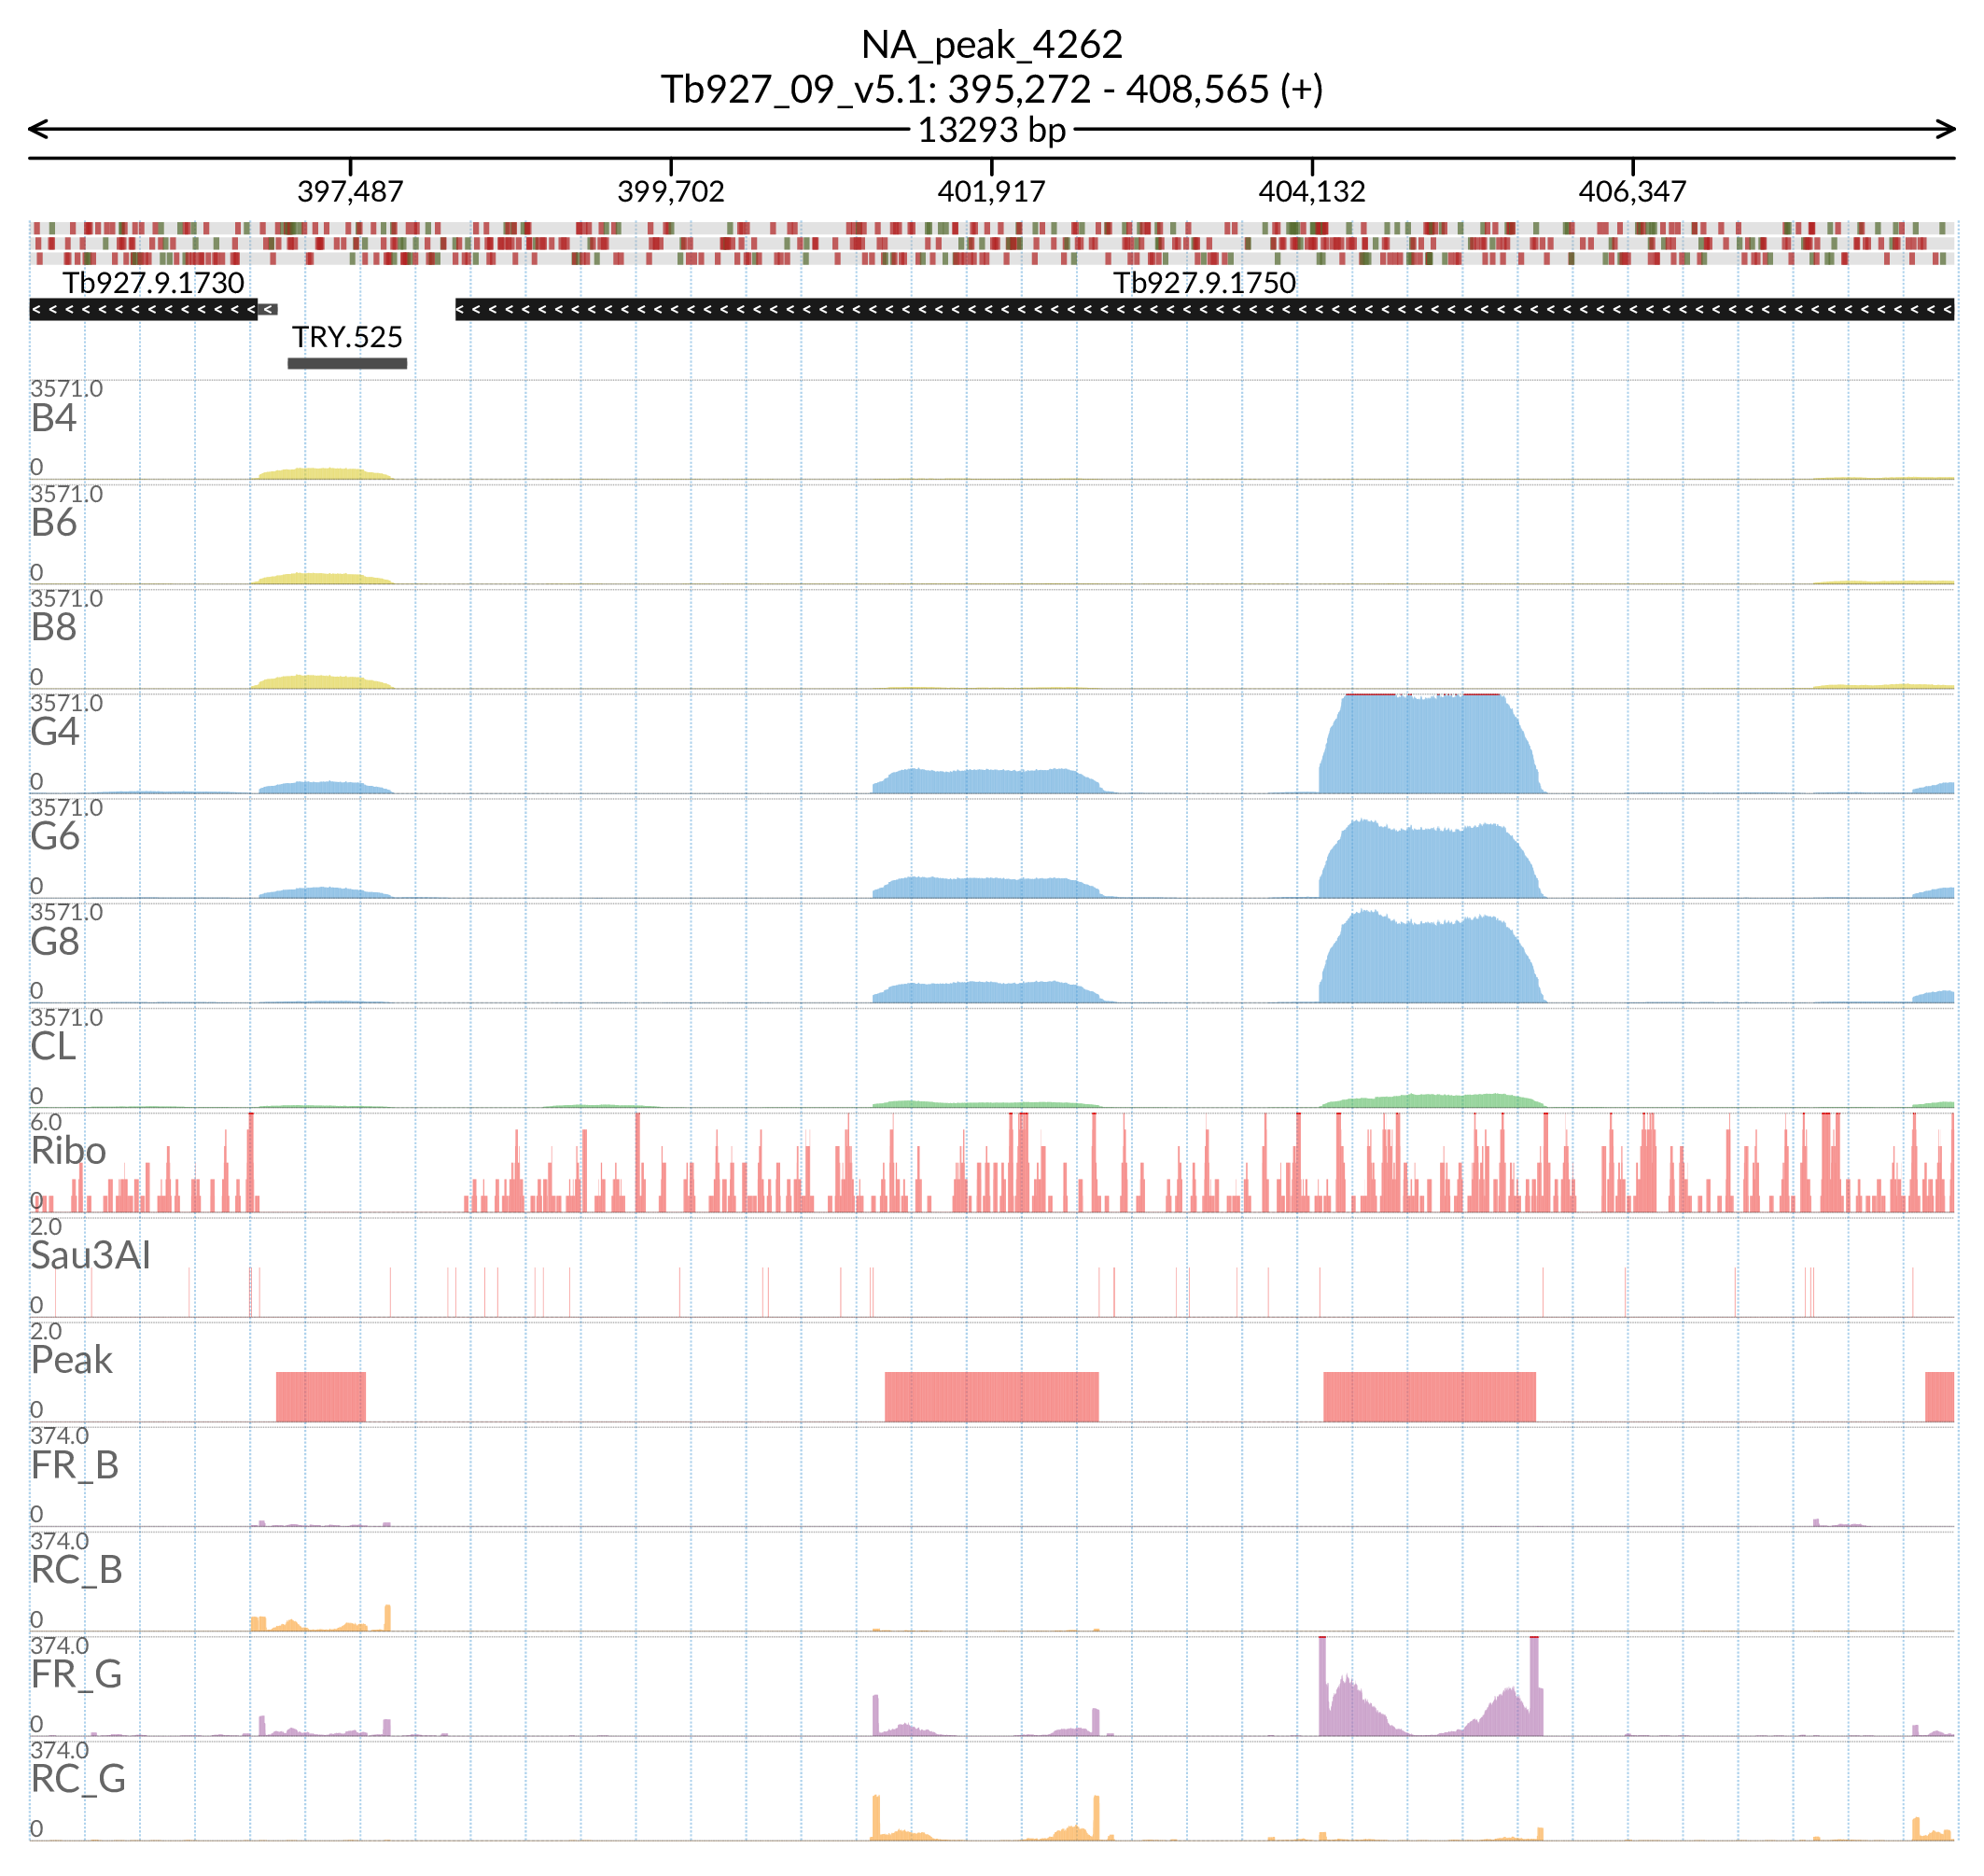 NA_peak_4262
Tb927_09_v5.1: 395,272 - 408,565 (+)
13293 bp
397,487 399,702 401,917 404,132 406,347
Tb927.9.1730 Tb927.9.1750
TRY.525
3571.0
B4
0
3571.0
B6
0
3571.0
B8
0
3571.0
G4
0
3571.0
G6
0
3571.0
G8
0
3571.0
CL
0
6.0
Ribo
0
2.0
Sau3AI
0
2.0
Peak
0
374.0
FR_B
0
374.0
RC_B
0
374.0
FR_G
0
374.0
RC_G
0